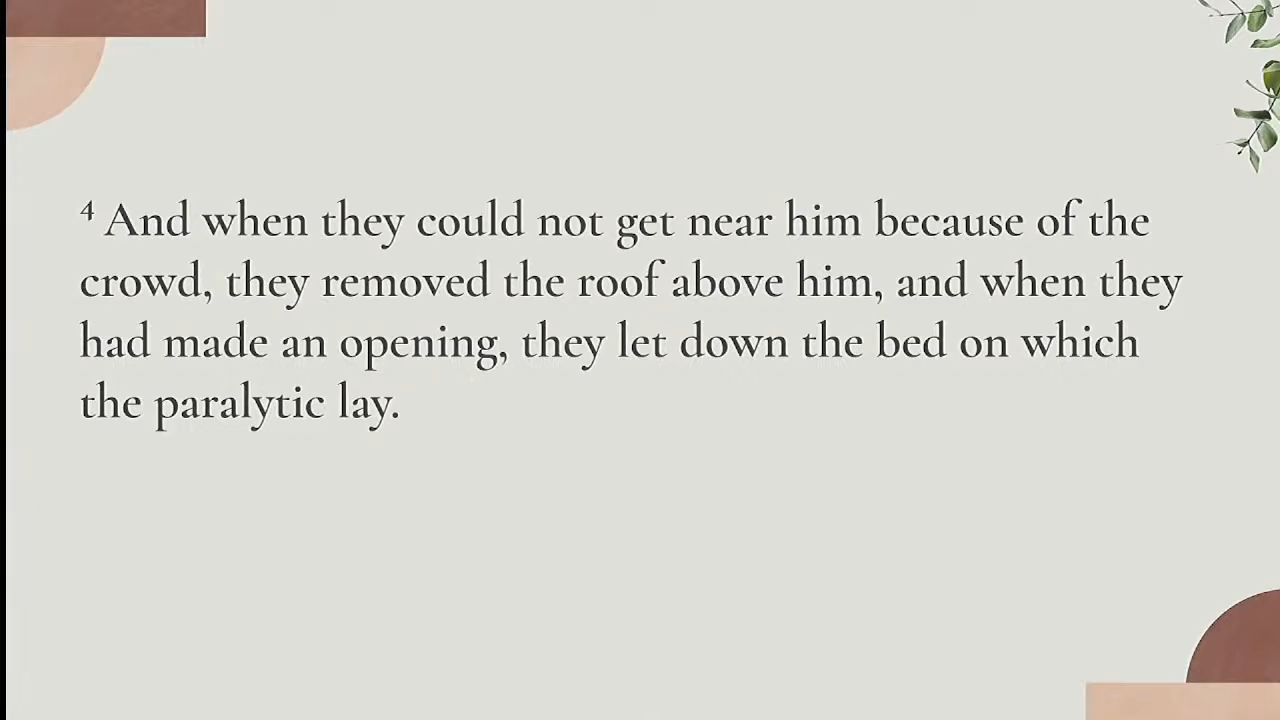 ⁴ And when they could not get near him because of the
crowd, they removed the roof above him, and when they
had made an opening, they let down the bed on which
the paralytic lay.